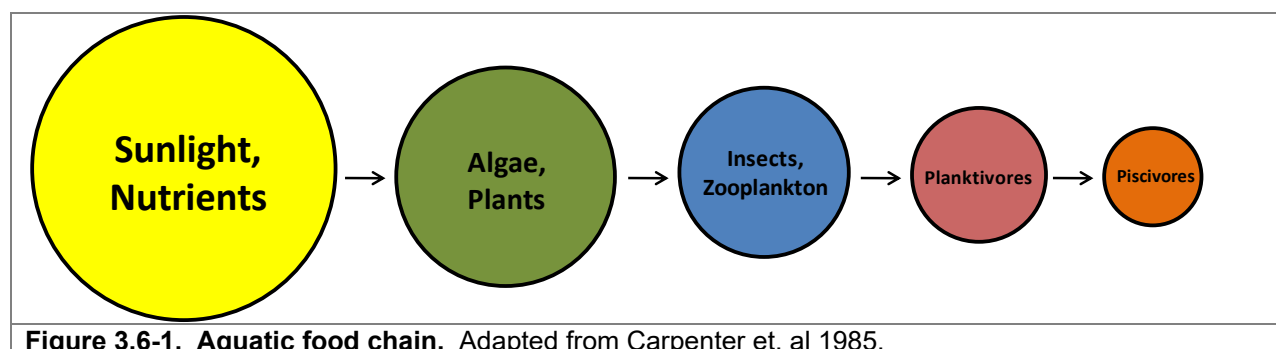 Sunlight,
Nutrients
Algae,
Plants
Insects,
Zooplankton
Planktivores
Piscivores
Figure 3.6-1.  Aquatic food chain.  Adapted from Carpenter et. al 1985.